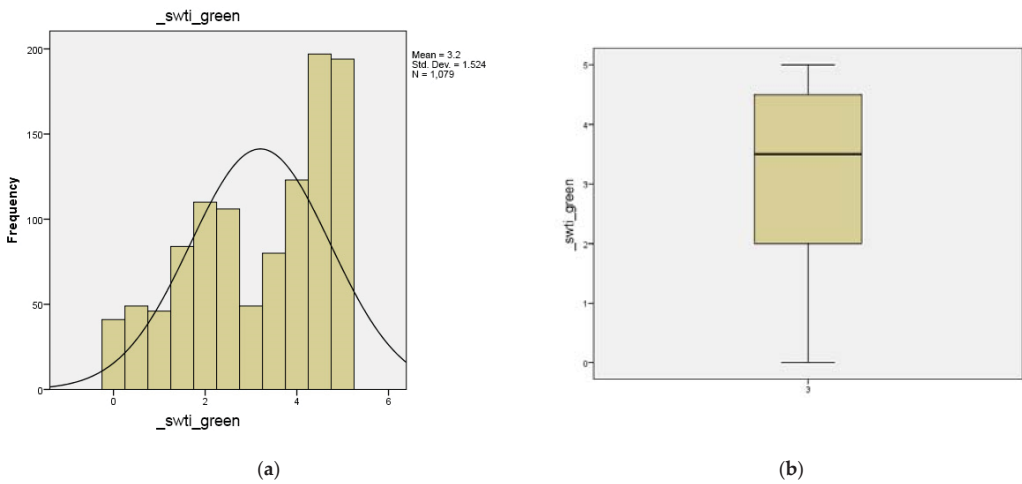 _swti_green
Mean = 3.2
Std. Dev. = 1.524
N = 1,079
200
150
100
50
0
Frequency
0 2 4 6
_swti_green
(a)
5
4
3
2
1
0
_swti_green
3
(b)